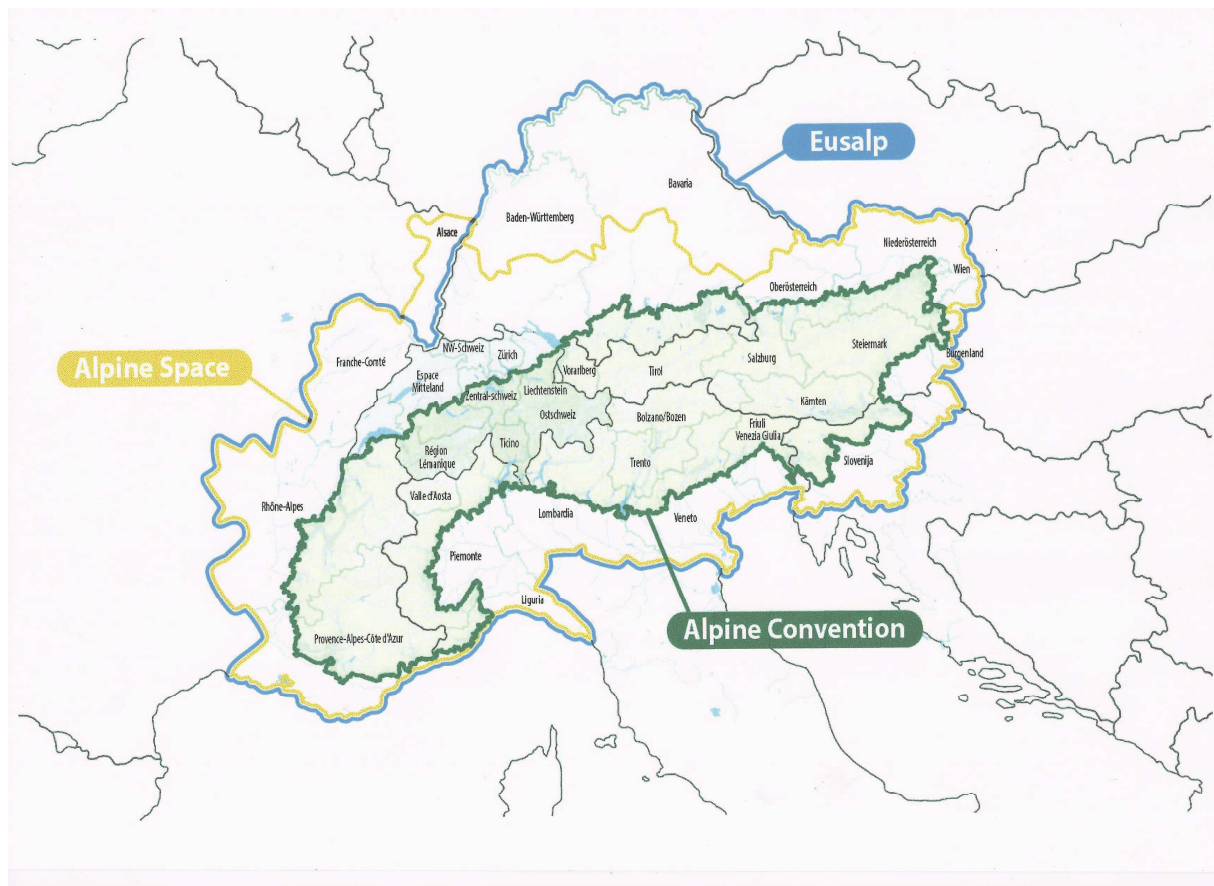 Eusalp
Bavaria
Baden-Württemberg
Alsace
Niederösterreich
Wien
Oberösterreich
Alpine Space
Franche-Comté
NW-Schweiz
Zürich
Espace
Mitteland
Zentral-schweiz
Liechtenstein
Vorarlberg
Tirol
Salzburg
Steiermark
Burgenland
Ostschweiz
Bolzano/Bozen
Kärnten
Région
Lémanique
Ticino
Friuli
Venezia Giulia
Trento
Slovenija
Rhône-Alpes
Valle d'Aosta
Lombardia
Veneto
Piemonte
Liguria
Provence-Alpes-Côte d'Azur
Alpine Convention